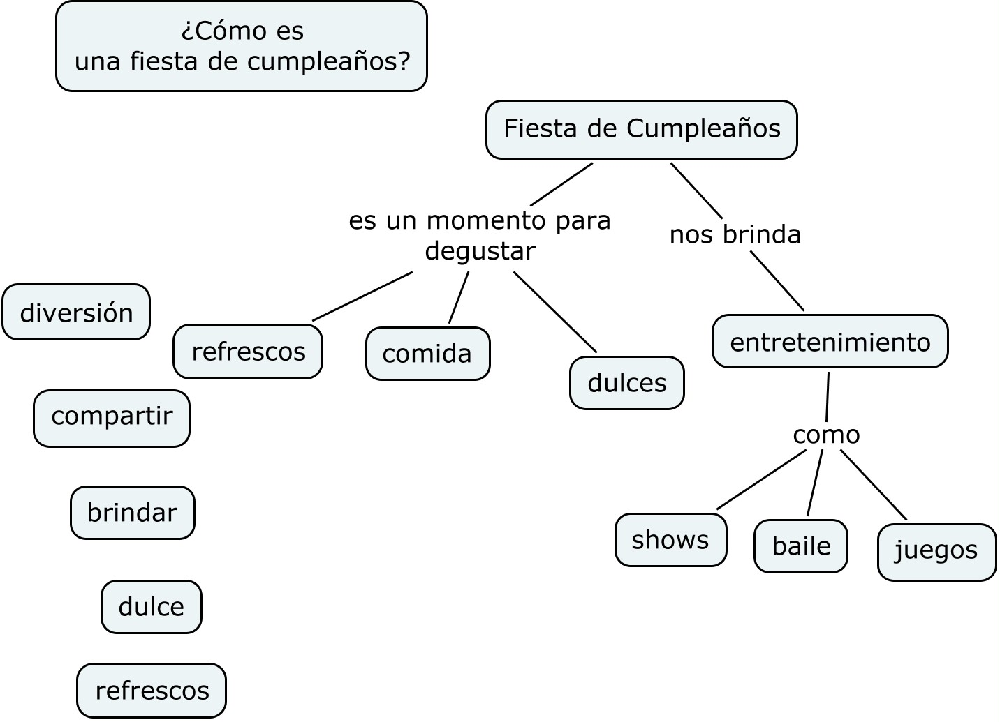 ¿Cómo es
una fiesta de cumpleaños?
Fiesta de Cumpleaños
es un momento para
degustar
nos brinda
diversión
refrescos
comida
dulces
entretenimiento
compartir
como
brindar
shows
baile
juegos
dulce
refrescos